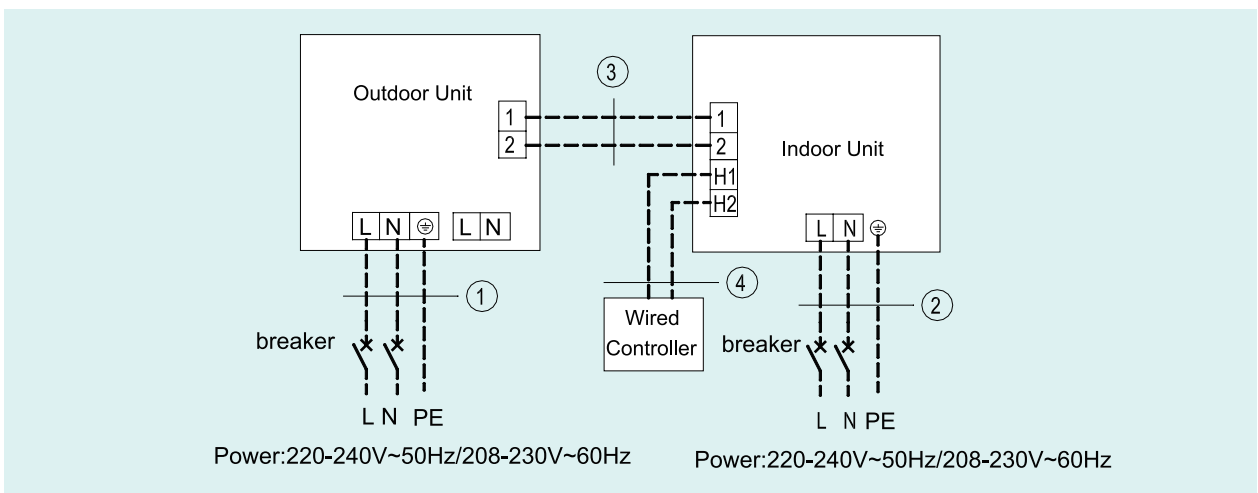 3
Outdoor Unit
1
1
2
2
Indoor Unit
H1
H2
L N
L N
L N
4
1
2
Wired
Controller
breaker
breaker
L N PE
L N PE
Power:220-240V~50Hz/208-230V~60Hz
Power:220-240V~50Hz/208-230V~60Hz